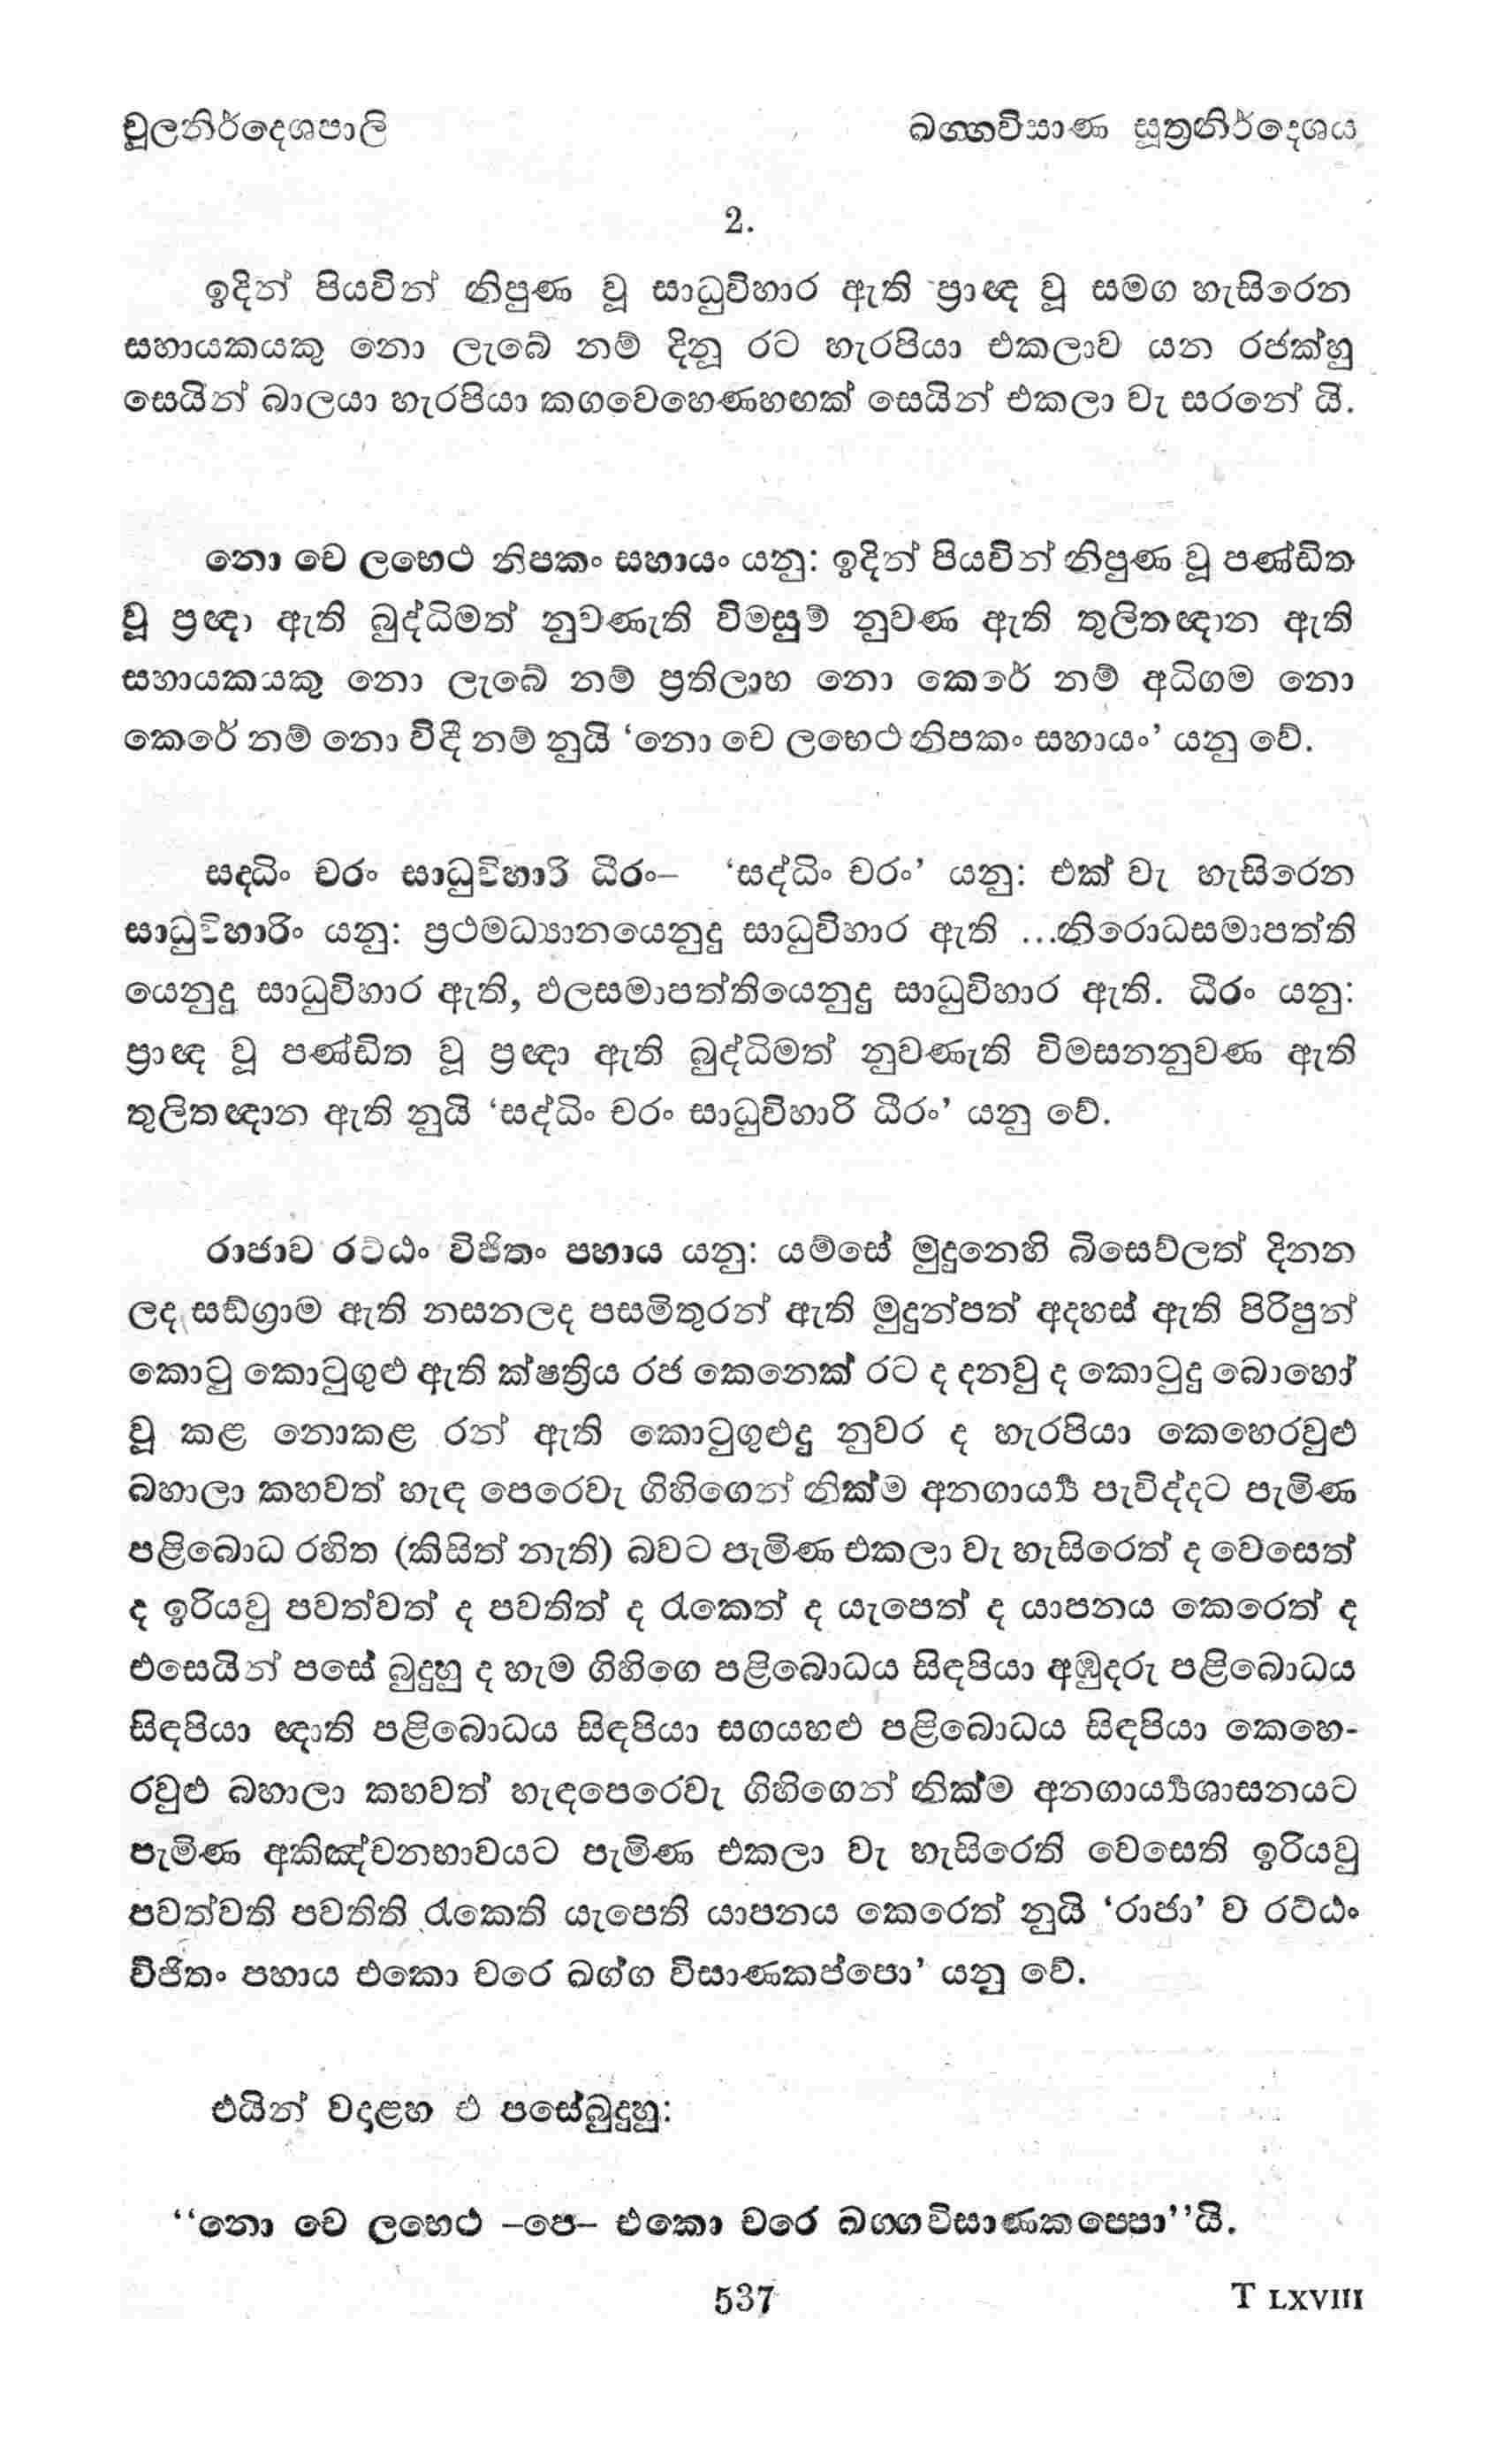 චූලනිර්දෙශපාලි ඛග්ගවිසාණ සූත්‍රනිර්දෙශය
2.
ඉදින් පියවින් නිපුණ වූ සාධුවිහාර ඇති ප්‍රාඥ වූ සමග හැසිරෙන
සහායකයකු නො ලැබේ නම් දිනූ රට හැරපියා එකලාව යන රජක්හු
සෙයින් බාලයා හැරපියා කගවෙහෙණහඟක් සෙයින් එකලා වැ සරනේ යි.
නො චෙ ලභෙථ නිපකං සහායං යනු: ඉදින් පියවින් නිපුණ වූ පණ්ඩිත
වූ ප්‍රඥා ඇති බුද්ධිමත් නුවණැති විමසුම් නුවණ ඇති තුලිතඥාන ඇති
සහායකයකු නො ලැබේ නම් ප්‍රතිලාභ නො කෙරේ නම් අධිගම නො
කෙරේ නම් නො විදී නම් නුයි ‘නො චෙ ලභෙථ නිපකං සහායං’ යනු වේ.
සද්ධිං චරං සාධුවිහාරි ධීරං– ‘සද්ධිං චරං’ යනු: එක් වැ හැසිරෙන
සාධුවිහාරිං යනු: ප්‍රථමධ්‍යානයෙනුදු සාධුවිහාර ඇති ...නිරොධසමාපත්ති
යෙනුදු සාධුවිහාර ඇති, ඵලසමාපත්තියෙනුදු සාධුවිහාර ඇති. ධීරං යනු:
ප්‍රාඥ වූ පණ්ඩිත වූ ප්‍රඥා ඇති බුද්ධිමත් නුවණැති විමසනනුවණ ඇති
තුලිතඥාන ඇති නුයි ‘සද්ධිං චරං සාධුවිහාරි ධීරං’ යනු වේ.
රාජාව රට්ඨං විජිතං පහාය යනු: යම්සේ මුදුනෙහි බිසෙව්ලත් දිනන
ලද සඞ්ග්‍රාම ඇති නසනලද පසමිතුරන් ඇති මුදුන්පත් අදහස් ඇති පිරිපුන්
කොටු කොටුගුළු ඇති ක්ෂත්‍රිය රජ කෙනෙක් රට ද දනවු ද කොටුදු බොහෝ
වූ කළ නොකළ රන් ඇති කොටුගුළුදු නුවර ද හැරපියා කෙහෙරවුළු
බහාලා කහවත් හැඳ පෙරෙවැ ගිහිගෙන් නික්ම අනගාර්‍ය්‍ය පැවිද්දට පැමිණ
පළිබොධ රහිත (කිසිත් නැති) බවට පැමිණ එකලා වැ හැසිරෙත් ද වෙසෙත්
ද ඉරියවු පවත්වත් ද පවතිත් ද රැකෙත් ද යැපෙත් ද යාපනය කෙරෙත් ද
එසෙයින් පසේ බුදුහු ද හැම ගිහිගෙ පළිබොධය සිඳපියා අඹුදරු පළිබොධය
සිඳපියා ඥාති පළිබොධය සිඳපියා සගයහළු පළිබොධය සිඳපියා කෙහෙ-
රවුළු බහාලා කහවත් හැඳපෙරෙවැ ගිහිගෙන් නික්ම අනගාර්‍ය්‍යශාසනයට
පැමිණ අකිඤ්චනභාවයට පැමිණ එකලා වැ හැසිරෙති වෙසෙති ඉරියවු
පවත්වති පවතිති රැකෙති යැපෙති යාපනය කෙරෙත් නුයි ‘රාජා’ ව රට්ඨං
විජිතං පහාය එකො චරෙ ඛග්ග විසාණකප්පො’ යනු වේ.
එයින් වදාළහ එ පසේබුදුහු:
‘‘නො චෙ ලභෙථ –පෙ– එකො චරෙ ඛග්ගවිසාණකප්පො’’යි.
537 T LXVIII